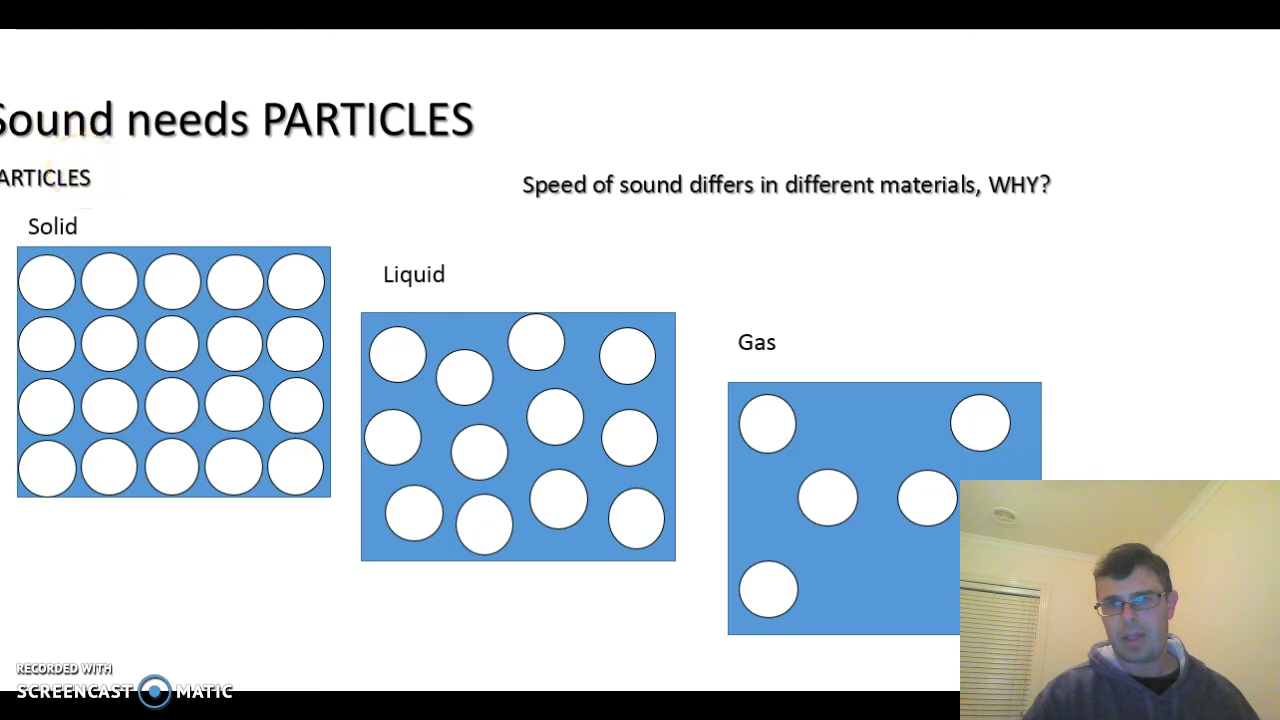 Sound needs PARTICLES
ARTICLES
Speed of sound differs in different materials, WHY?
Solid
Liquid
Gas
RECORDED WITH
SCREENCAST MATIC